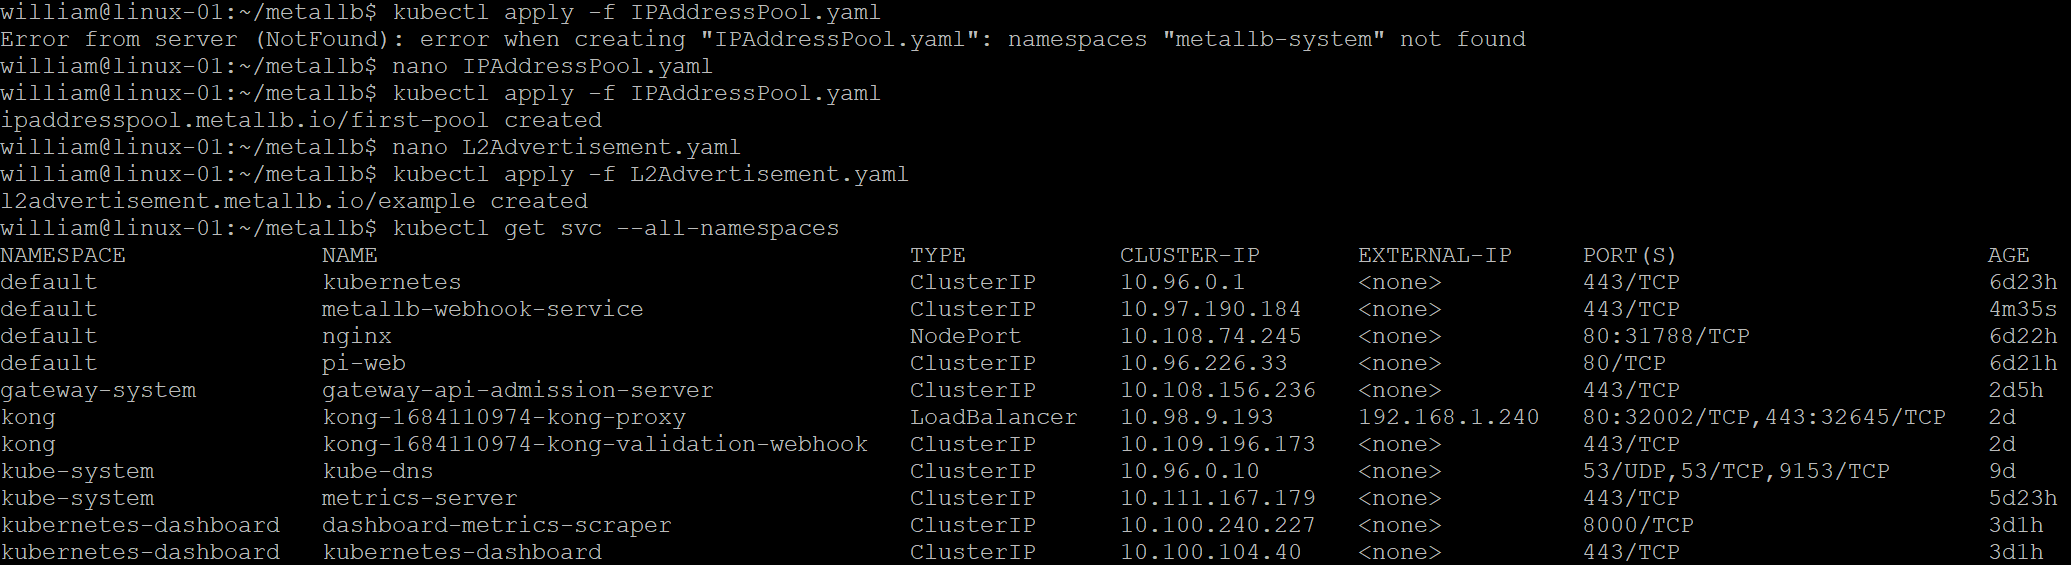 william@linux-01:~/metallb$ kubectl apply -f IPAddressPool.yaml
Error from server (NotFound): error when creating "IPAddressPool.yaml": namespaces "metallb-system" not found
william@linux-01:~/metallb$ nano IPAddressPool.yaml
william@linux-01:~/metallb$ kubectl apply -f IPAddressPool.yaml
ipaddresspool.metallb.io/first-pool created
william@linux-01:~/metallb$ nano L2Advertisement.yaml
william@linux-01:~/metallb$ kubectl apply -f L2Advertisement.yaml
l2advertisement.metallb.io/example created
william@linux-01:~/metallb$ kubectl get svc --all-namespaces
NAMESPACE NAME TYPE CLUSTER-IP EXTERNAL-IP PORT(S) AGE
default kubernetes ClusterIP 10.96.0.1 <none> 443/TCP 6d23h
default metallb-webhook-service ClusterIP 10.97.190.184 <none> 443/TCP 4m35s
default nginx NodePort 10.108.74.245 <none> 80:31788/TCP 6d22h
default pi-web ClusterIP 10.96.226.33 <none> 80/TCP 6d21h
gateway-system gateway-api-admission-server ClusterIP 10.108.156.236 <none> 443/TCP 2d5h
kong kong-1684110974-kong-proxy LoadBalancer 10.98.9.193 192.168.1.240 80:32002/TCP,443:32645/TCP 2d
kong kong-1684110974-kong-validation-webhook ClusterIP 10.109.196.173 <none> 443/TCP 2d
kube-system kube-dns ClusterIP 10.96.0.10 <none> 53/UDP,53/TCP,9153/TCP 9d
kube-system metrics-server ClusterIP 10.111.167.179 <none> 443/TCP 5d23h
kubernetes-dashboard dashboard-metrics-scraper ClusterIP 10.100.240.227 <none> 8000/TCP 3d1h
kubernetes-dashboard kubernetes-dashboard ClusterIP 10.100.104.40 <none> 443/TCP 3d1h